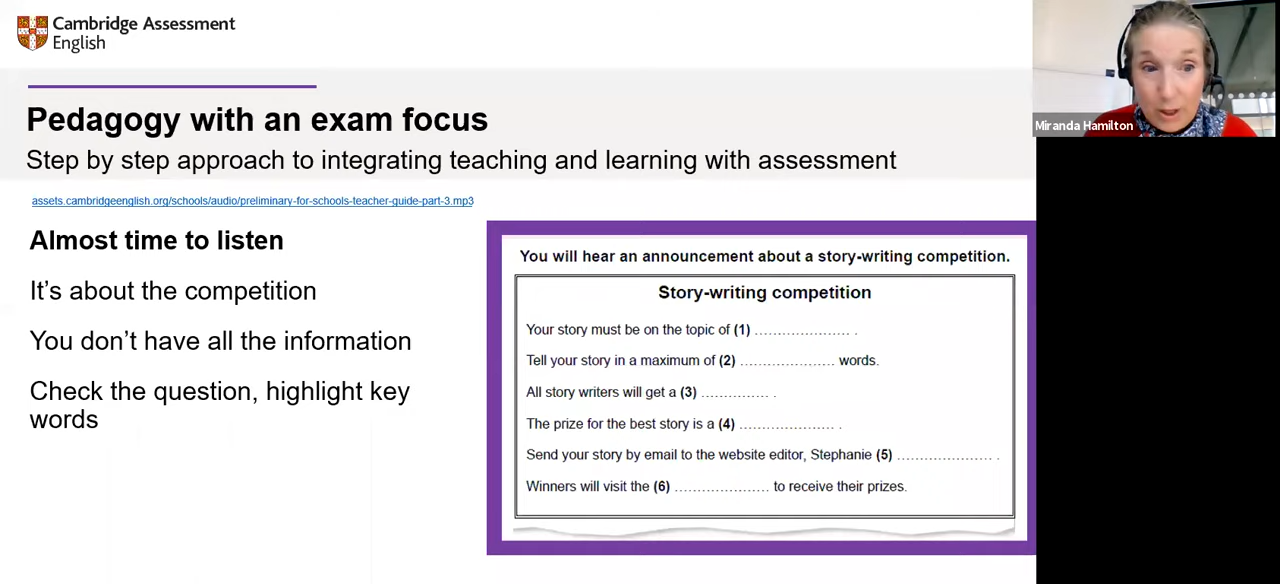 Cambridge Assessment
English
Pedagogy with an exam focus
Step by step approach to integrating teaching and learning with assessment
assets.cambridgeenglish.org/schools/audio/preliminary-for-schools-teacher-guide-part-3.mp3
Almost time to listen
It's about the competition
You don't have all the information
Check the question, highlight key
words
You will hear an announcement about a story-writing competition.
Story-writing competition
Your story must be on the topic of (1) ..................... .
Tell your story in a maximum of (2) ..................... words.
All story writers will get a (3) ............... .
The prize for the best story is a (4) ..................... .
Send your story by email to the website editor, Stephanie (5) ..................... .
Winners will visit the (6) ..................... to receive their prizes.
Miranda Hamilton